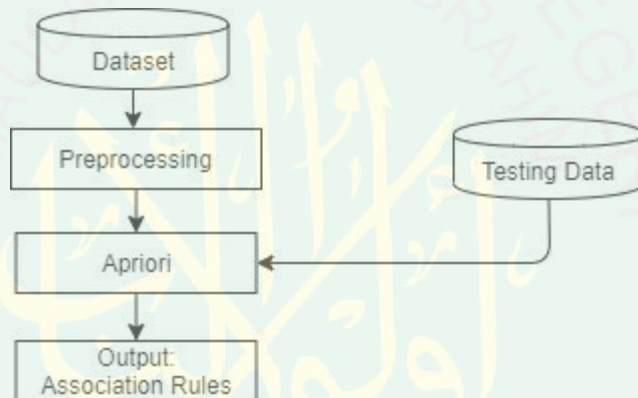 Dataset
Preprocessing
Testing Data
Apriori
Output:
Association Rules